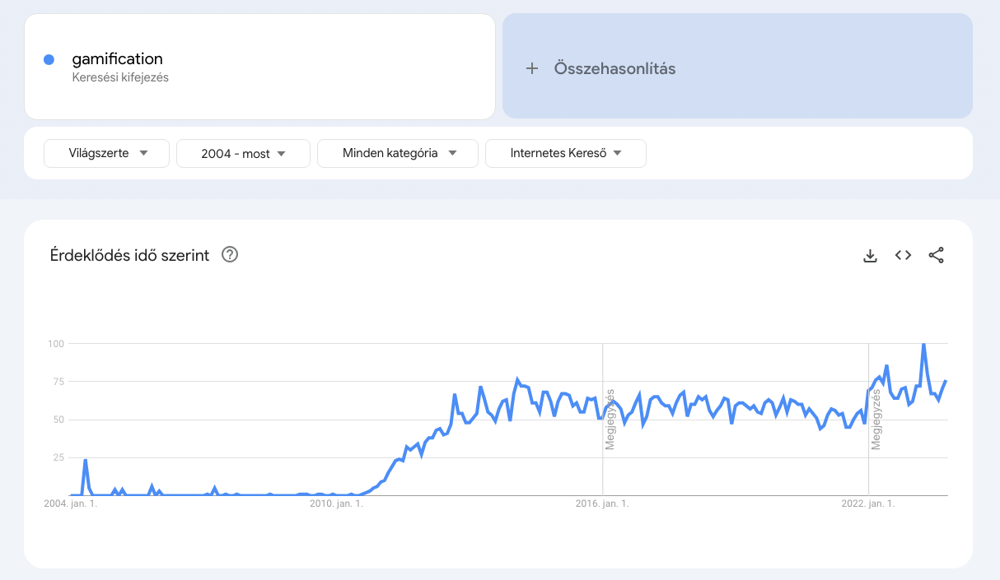 gamification
Keresési kifejezés
+ Összehasonlítás
Világszerte
2004 - most
Minden kategória
Internetes Kereső
Érdeklődés idő szerint ?
100
75
50
25
Megjegyzés
Megjegyzés
2004. jan. 1.
2010. jan. 1.
2016. jan. 1.
2022. jan. 1.